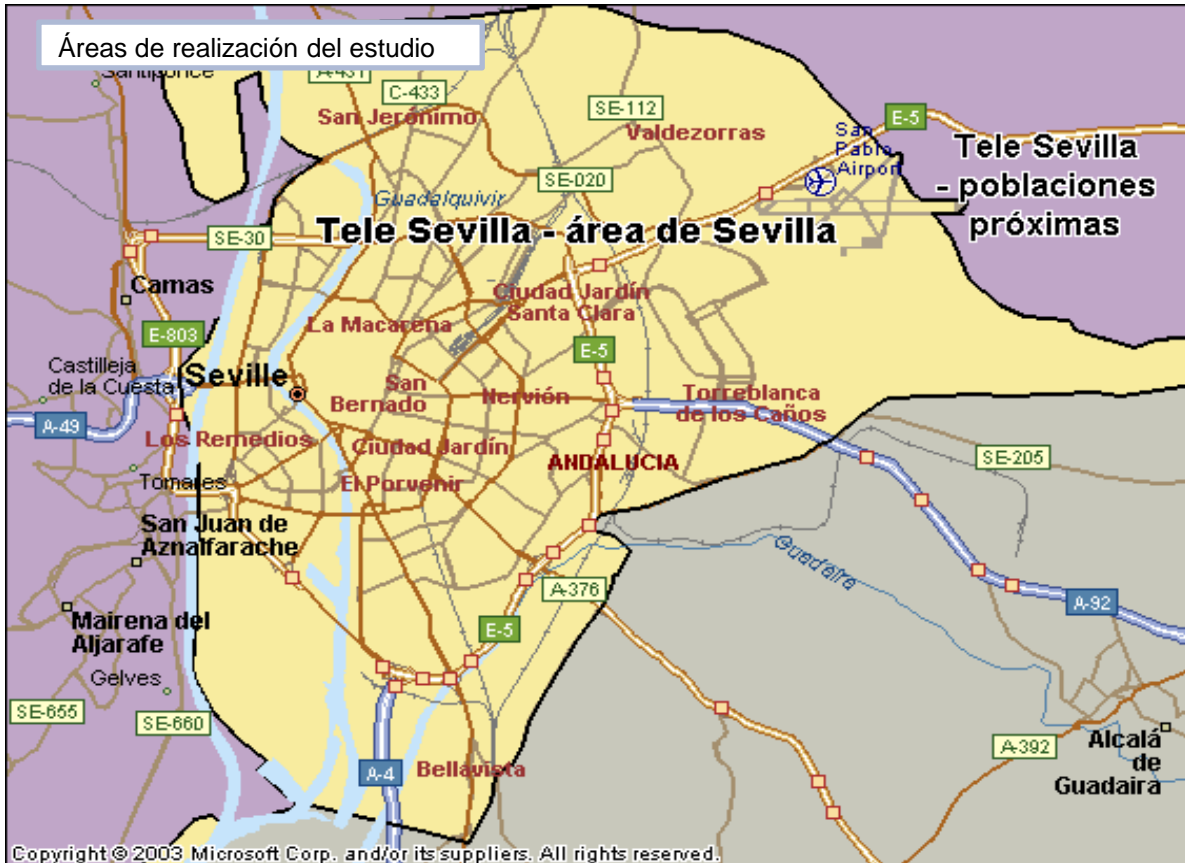 Áreas de realización del estudio
Santiponce
A-431
C-433
San Jerónimo
SE-112
Valdezorras
E-5
San
Pablo
Airport
Tele Sevilla
- poblaciones
próximas
SE-020
Guadalquivir
Tele Sevilla - área de Sevilla
SE-30
Camas
Ciudad Jardín
Santa Clara
La Macarena
E-803
E-5
Castilleja
de la Cuesta
Seville
San
Bernado
Nervión
Torreblanca
de los Caños
A-49
Los Remedios
Ciudad Jardín
ANDALUCIA
SE-205
Tomares
El Porvenir
San Juan de
Aznalfarache
Guadaira
A-376
A-92
Mairena del
Aljarafe
E-5
Gelves
SE-655
SE-660
A-392
Alcalá
de
Guadaira
A-4
Bellavista
Copyright © 2003 Microsoft Corp. and/or its suppliers. All rights reserved.